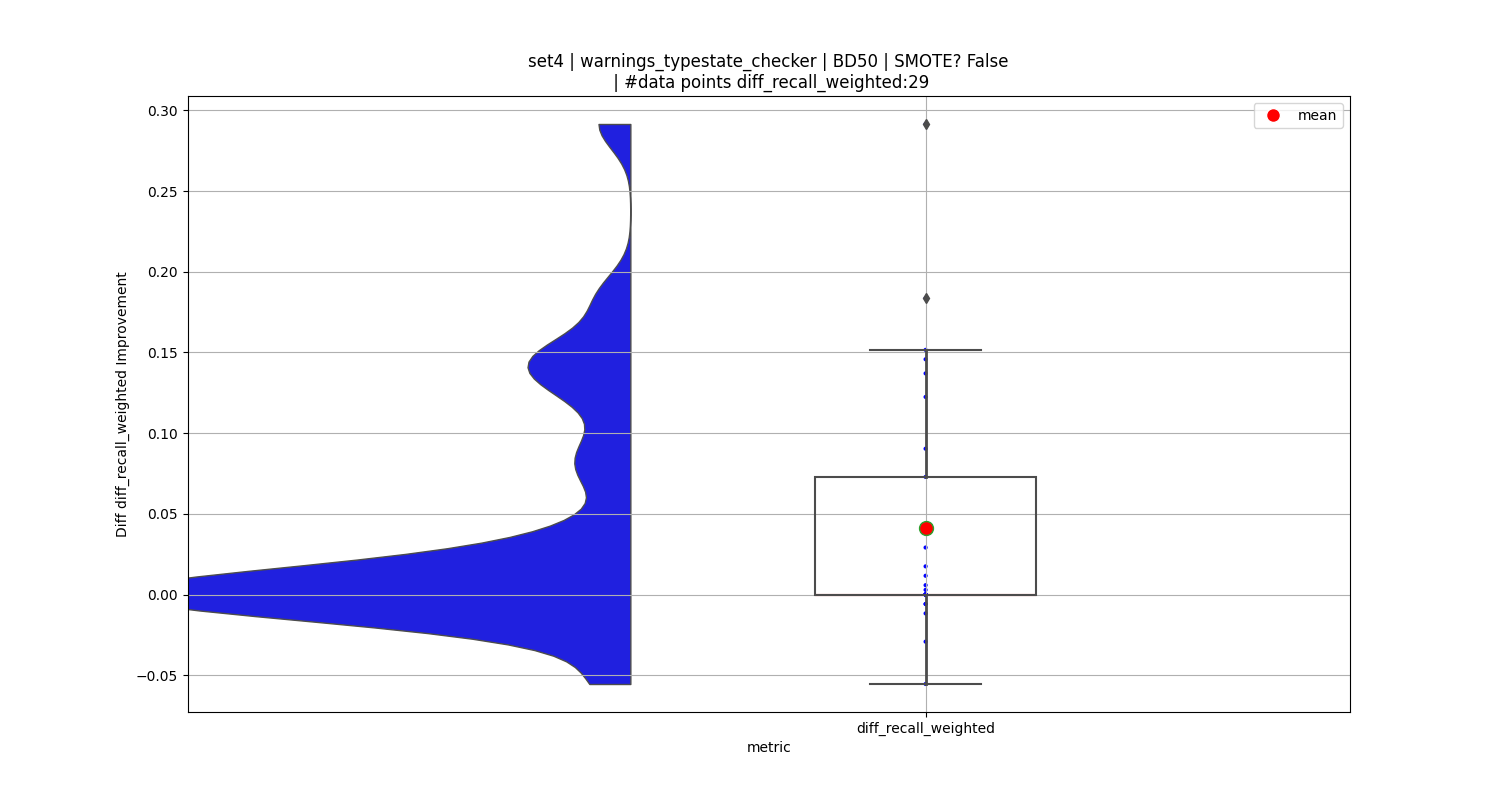 set4 | warnings_typestate_checker | BD50 | SMOTE? False
| #data points diff_recall_weighted:29
mean
0.30
0.25
0.20
0.15
0.10
0.05
0.00
−0.05
Diff diff_recall_weighted Improvement
diff_recall_weighted
metric